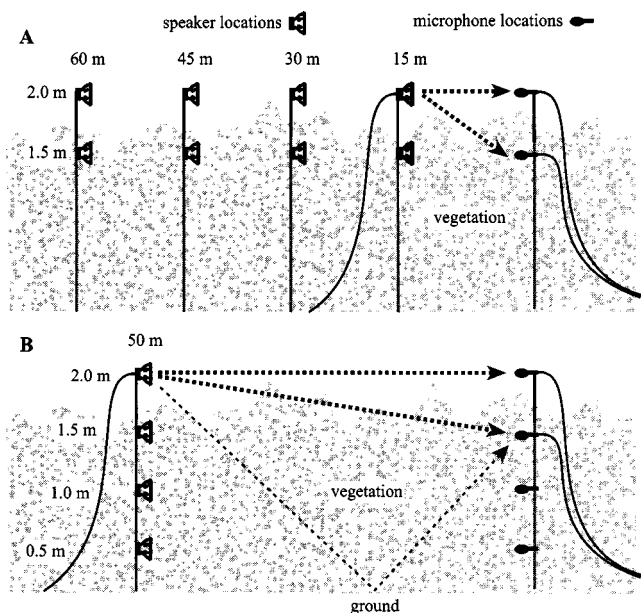 speaker locations microphone locations
A
60 m 45 m 30 m 15 m
2.0 m
1.5 m
vegetation
B
50 m
2.0 m
1.5 m
1.0 m vegetation
0.5 m
ground